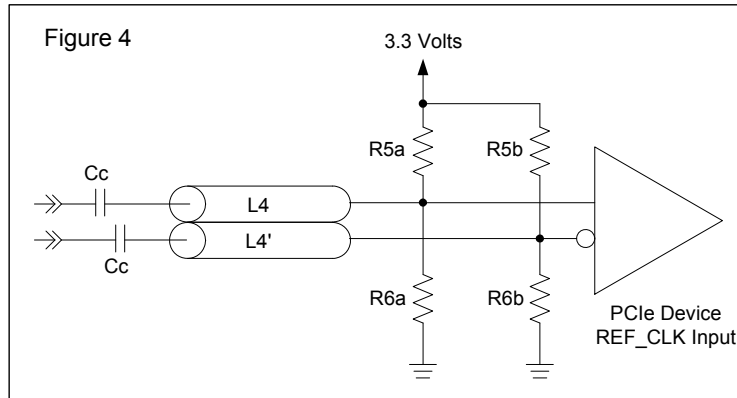 Figure 4
3.3 Volts
R5a
R5b
Cc
L4
L4'
Cc
R6a
R6b
PCIe Device
REF_CLK Input